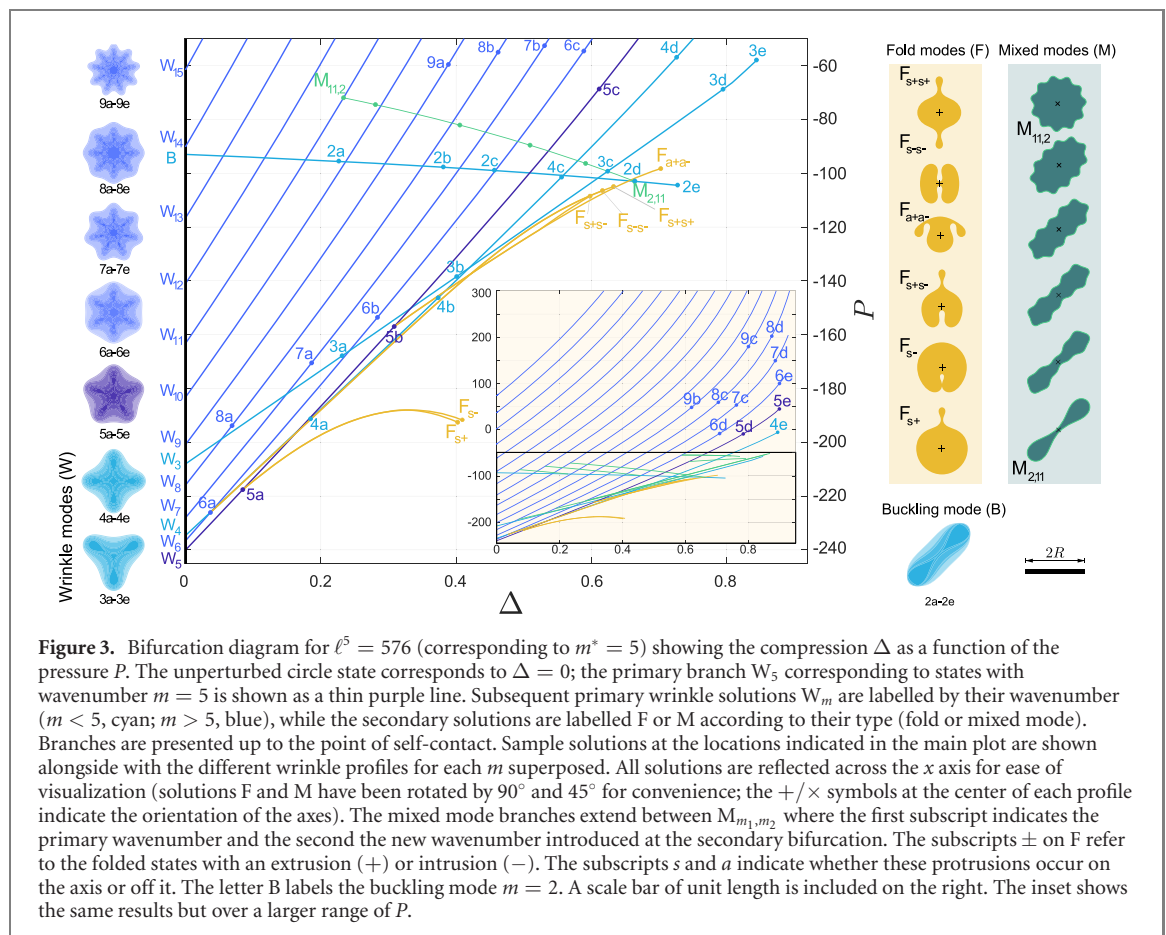 Wrinkle modes (W)
9a-9e
8a-8e
7a-7e
6a-6e
5a-5e
4a-4e
3a-3e
W15
W14
B
W13
W12
W11
W10
W9
W3
W8
W7
W4
W6
W5
M11,2
9a
8b
7b
6c
4d
3e
3d
5c
2a
2b
2c
4c
3c
2d
2e
Fa+a-
M2,11
Fs+s-
Fs-s-
Fs+s+
3b
4b
6b
5b
3a
7a
8a
4a
Fs-
Fs+
6a
5a
0
0.2
0.4
0.6
0.8
Δ
-60
-80
-100
-120
-140
-160
-180
-200
-220
-240
P
300
200
100
0
-100
-200
0
0.2
0.4
0.6
0.8
8d
9c
7d
6e
9b
8c
7c
5e
6d
5d
4e
Fold modes (F)
Fs+s+
Fs-s-
Fa+a-
Fs+s-
Fs-
Fs+
Mixed modes (M)
M11,2
M2,11
Buckling mode (B)
2a-2e
2R
Figure 3. Bifurcation diagram for ℓ⁵ = 576 (corresponding to m* = 5) showing the compression Δ as a function of the
pressure P. The unperturbed circle state corresponds to Δ = 0; the primary branch W5 corresponding to states with
wavenumber m = 5 is shown as a thin purple line. Subsequent primary wrinkle solutions Wm are labelled by their wavenumber
(m < 5, cyan; m > 5, blue), while the secondary solutions are labelled F or M according to their type (fold or mixed mode).
Branches are presented up to the point of self-contact. Sample solutions at the locations indicated in the main plot are shown
alongside with the different wrinkle profiles for each m superposed. All solutions are reflected across the x axis for ease of
visualization (solutions F and M have been rotated by 90° and 45° for convenience; the +/× symbols at the center of each profile
indicate the orientation of the axes). The mixed mode branches extend between Mm1,m2 where the first subscript indicates the
primary wavenumber and the second the new wavenumber introduced at the secondary bifurcation. The subscripts ± on F refer
to the folded states with an extrusion (+) or intrusion (−). The subscripts s and a indicate whether these protrusions occur on
the axis or off it. The letter B labels the buckling mode m = 2. A scale bar of unit length is included on the right. The inset shows
the same results but over a larger range of P.